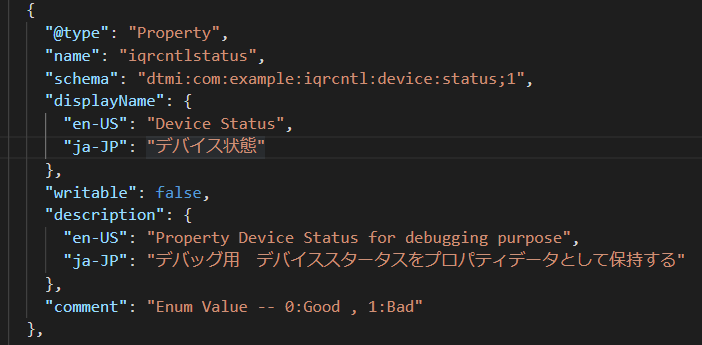 {
"@type": "Property",
"name": "iqrcntlstatus",
"schema": "dtmi:com:example:iqrcntl:device:status;1",
"displayName": {
"en-US": "Device Status",
"ja-JP": "デバイス状態"
},
"writable": false,
"description": {
"en-US": "Property Device Status for debugging purpose",
"ja-JP": "デバッグ用　デバイススタータスをプロパティデータとして保持する"
},
"comment": "Enum Value -- 0:Good , 1:Bad"
},